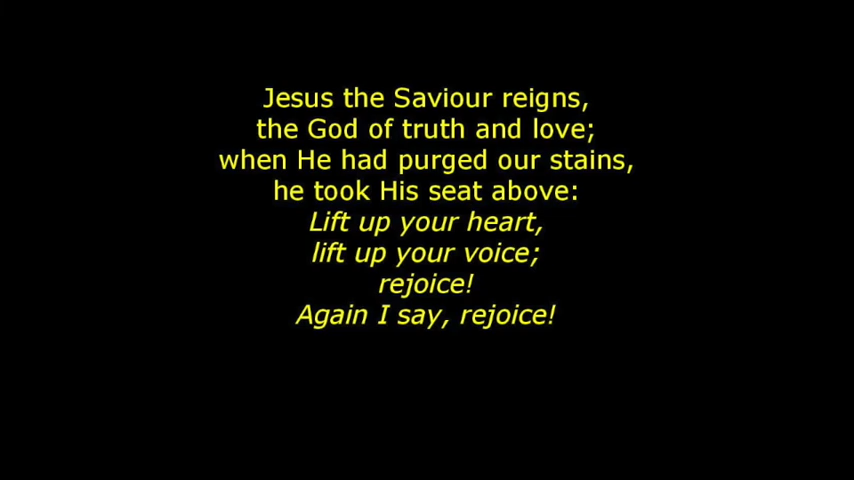 Jesus the Saviour reigns,
the God of truth and love;
when He had purged our stains,
he took His seat above:
Lift up your heart,
lift up your voice;
rejoice!
Again I say, rejoice!